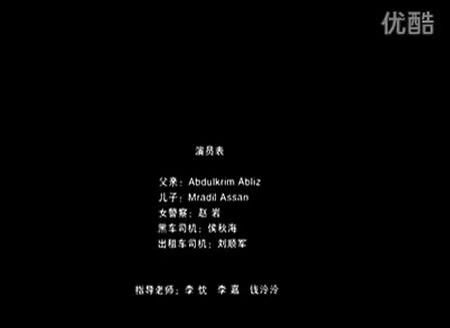 优酷
演员表
父亲：Abdulkrim Abliz
儿子：Mradil Assan
女警察：赵 岩
黑车司机：侯秋海
出租车司机：刘顺军
指导老师：李 忱 李 嘉 钱泠泠